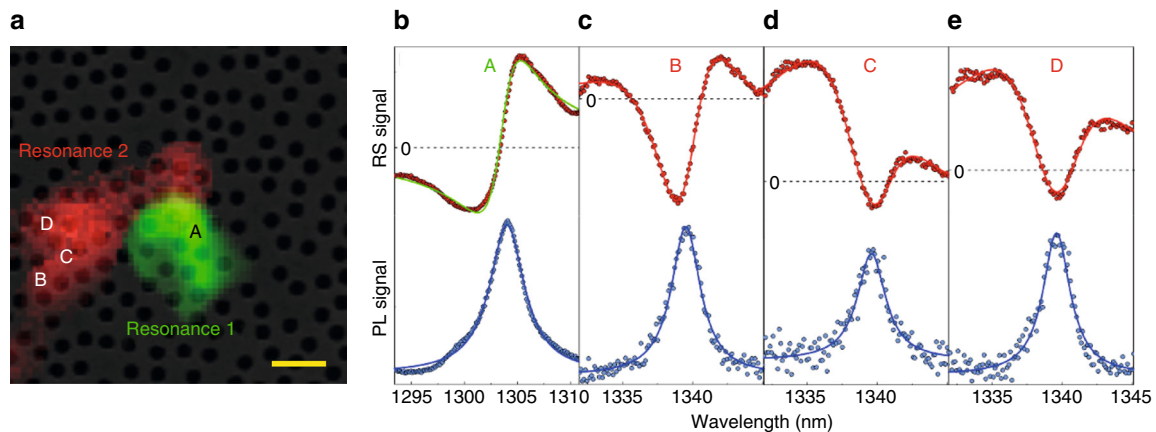 a
b
c
d
e
Resonance 2
D
C
B
A
Resonance 1
RS signal
PL signal
A
B
C
D
0
0
0
0
1295 1300 1305 1310
1335 1340
1335 1340
1335 1340 1345
Wavelength (nm)